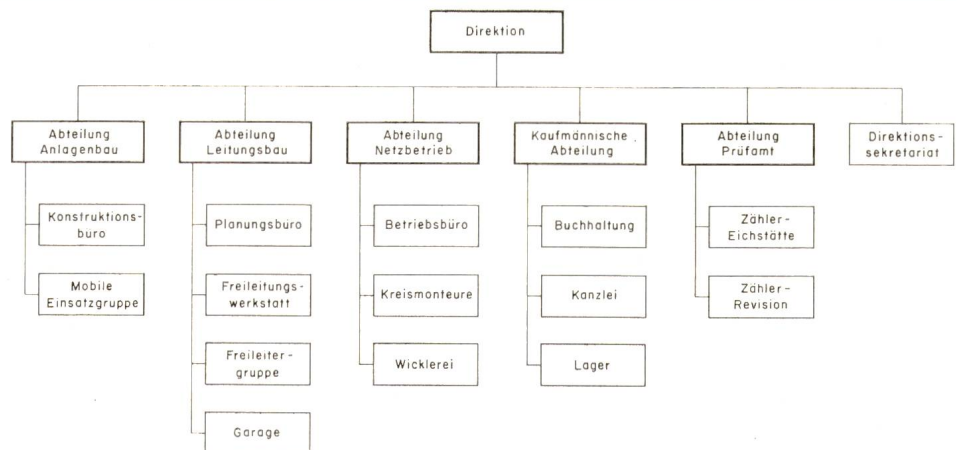 Direktion
Abteilung
Anlagenbau
Abteilung
Leitungsbau
Abteilung
Netzbetrieb
Kaufmännische
Abteilung
Abteilung
Prüfamt
Direktions-
sekretariat
Konstruktions-
büro
Mobile
Einsatzgruppe
Planungsbüro
Freileitungs-
werkstatt
Freileiter-
gruppe
Garage
Betriebsbüro
Kreismonteure
Wicklerei
Buchhaltung
Kanzlei
Lager
Zähler-
Eichstätte
Zähler-
Revision